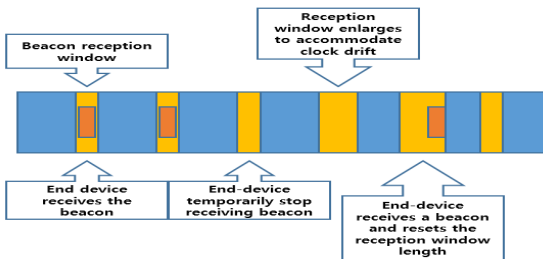 Beacon reception
window
Reception
window enlarges
to accommodate
clock drift
End device
receives the
beacon
End-device
temporarily stop
receiving beacon
End-device
receives a beacon
and resets the
reception window
length